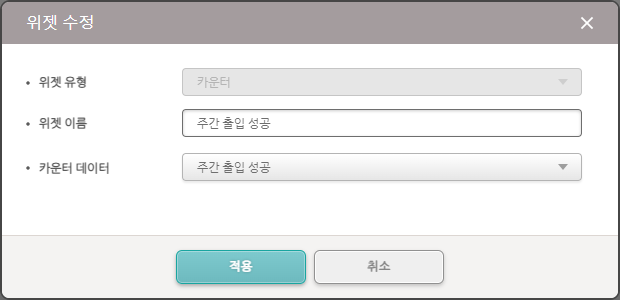 위젯 수정
• 위젯 유형 카운터
• 위젯 이름 주간 출입 성공
• 카운터 데이터 주간 출입 성공
적용 취소